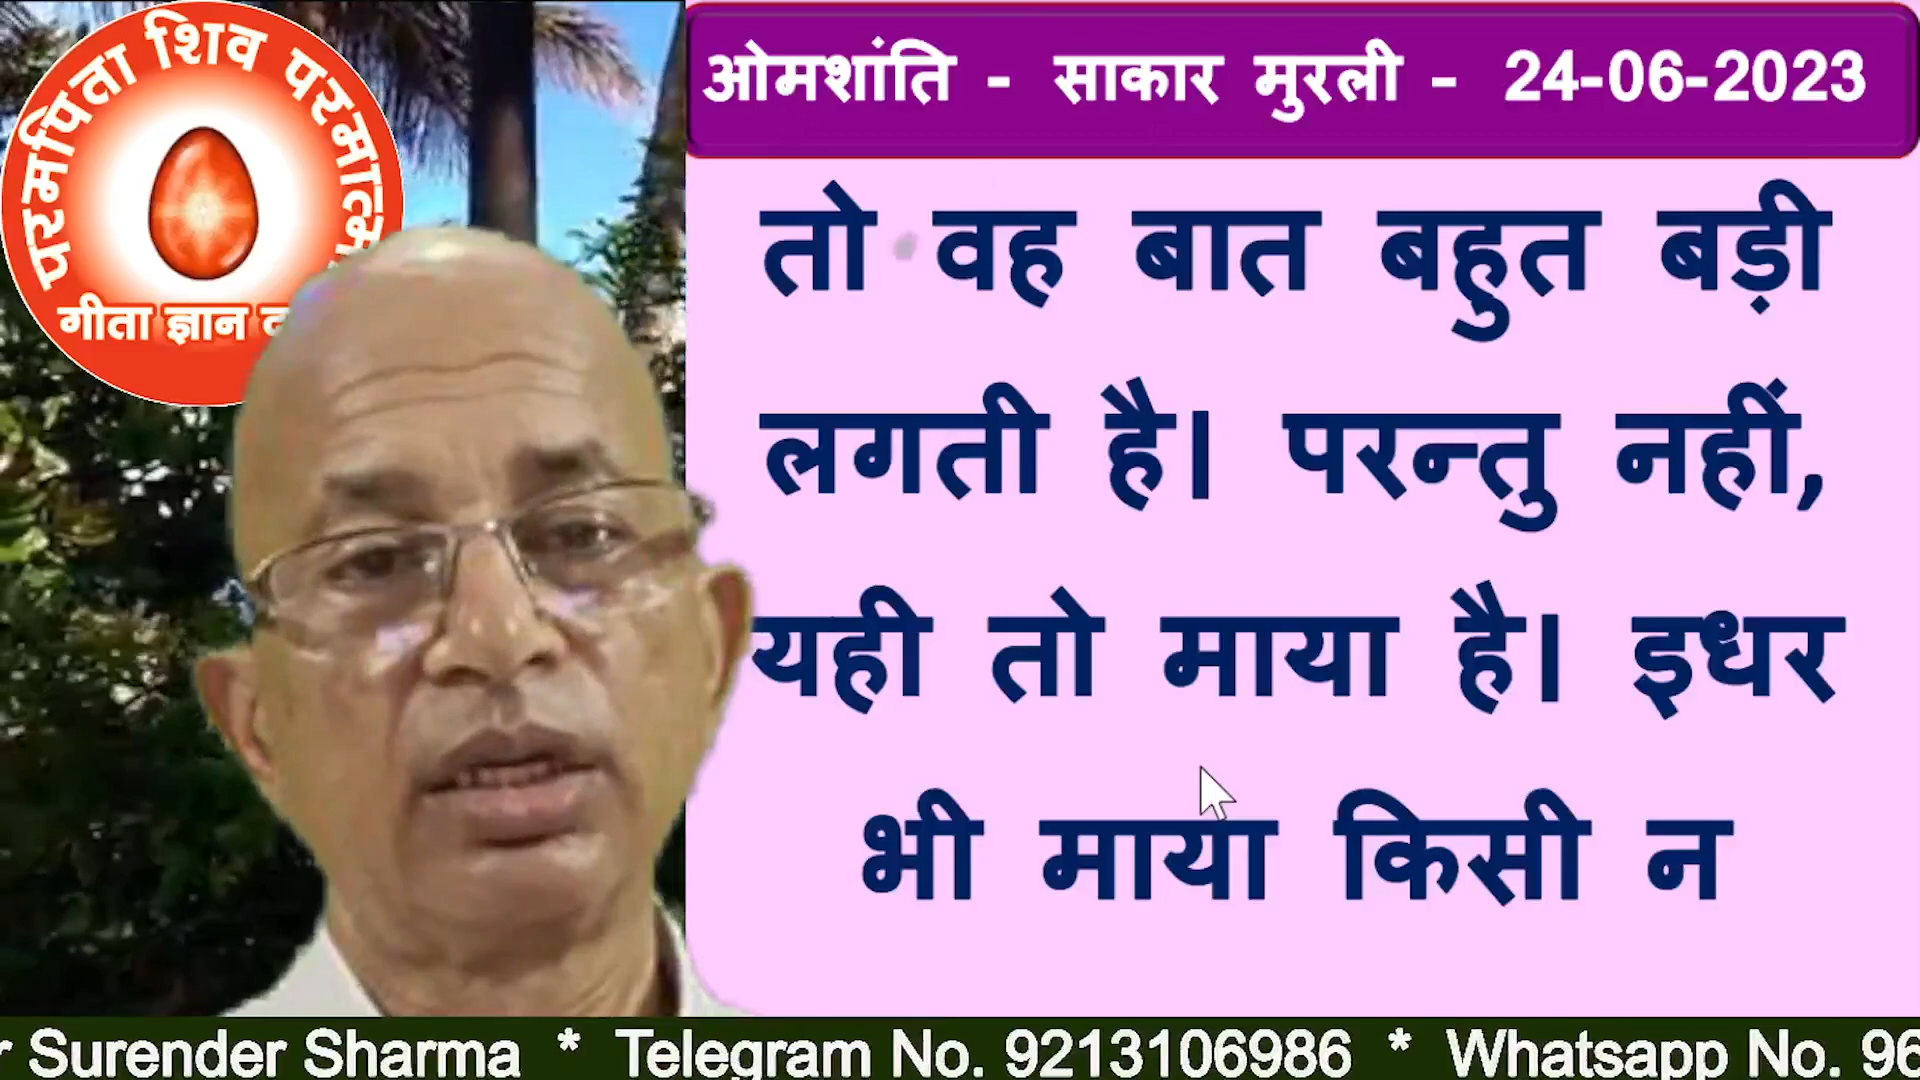 परमपिता शिव परमात्म
गीता ज्ञान
ओमशांति - साकार मुरली - 24-06-2023
तो वह बात बहुत बड़ी
लगती है। परन्तु नहीं,
यही तो माया है। इधर
भी माया किसी न
Surender Sharma * Telegram No. 9213106986 * Whatsapp No. 96